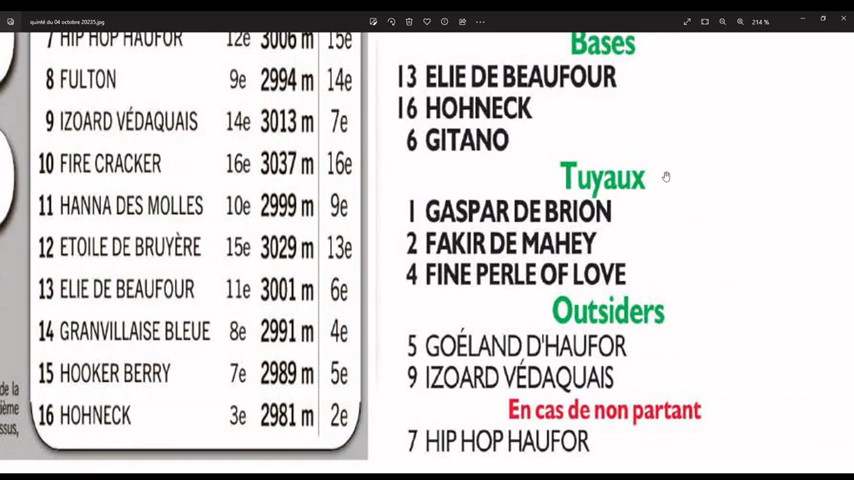 quinté du 04 octobre 20235.jpg
214 %
7 HIP HOP HAUFOR 12e 3006 m 15e
8 FULTON 9e 2994 m 14e
9 IZOARD VÉDAQUAIS 14e 3013 m 7e
10 FIRE CRACKER 16e 3037 m 16e
11 HANNA DES MOLLES 10e 2999 m 9e
12 ETOILE DE BRUYÈRE 15e 3029 m 13e
13 ELIE DE BEAUFOUR 11e 3001 m 6e
14 GRANVILLAISE BLEUE 8e 2991 m 4e
15 HOOKER BERRY 7e 2989 m 5e
16 HOHNECK 3e 2981 m 2e
de la
ième
ssus,
Bases
13 ELIE DE BEAUFOUR
16 HOHNECK
6 GITANO
Tuyaux
1 GASPAR DE BRION
2 FAKIR DE MAHEY
4 FINE PERLE OF LOVE
Outsiders
5 GOÉLAND D'HAUFOR
9 IZOARD VÉDAQUAIS
En cas de non partant
7 HIP HOP HAUFOR